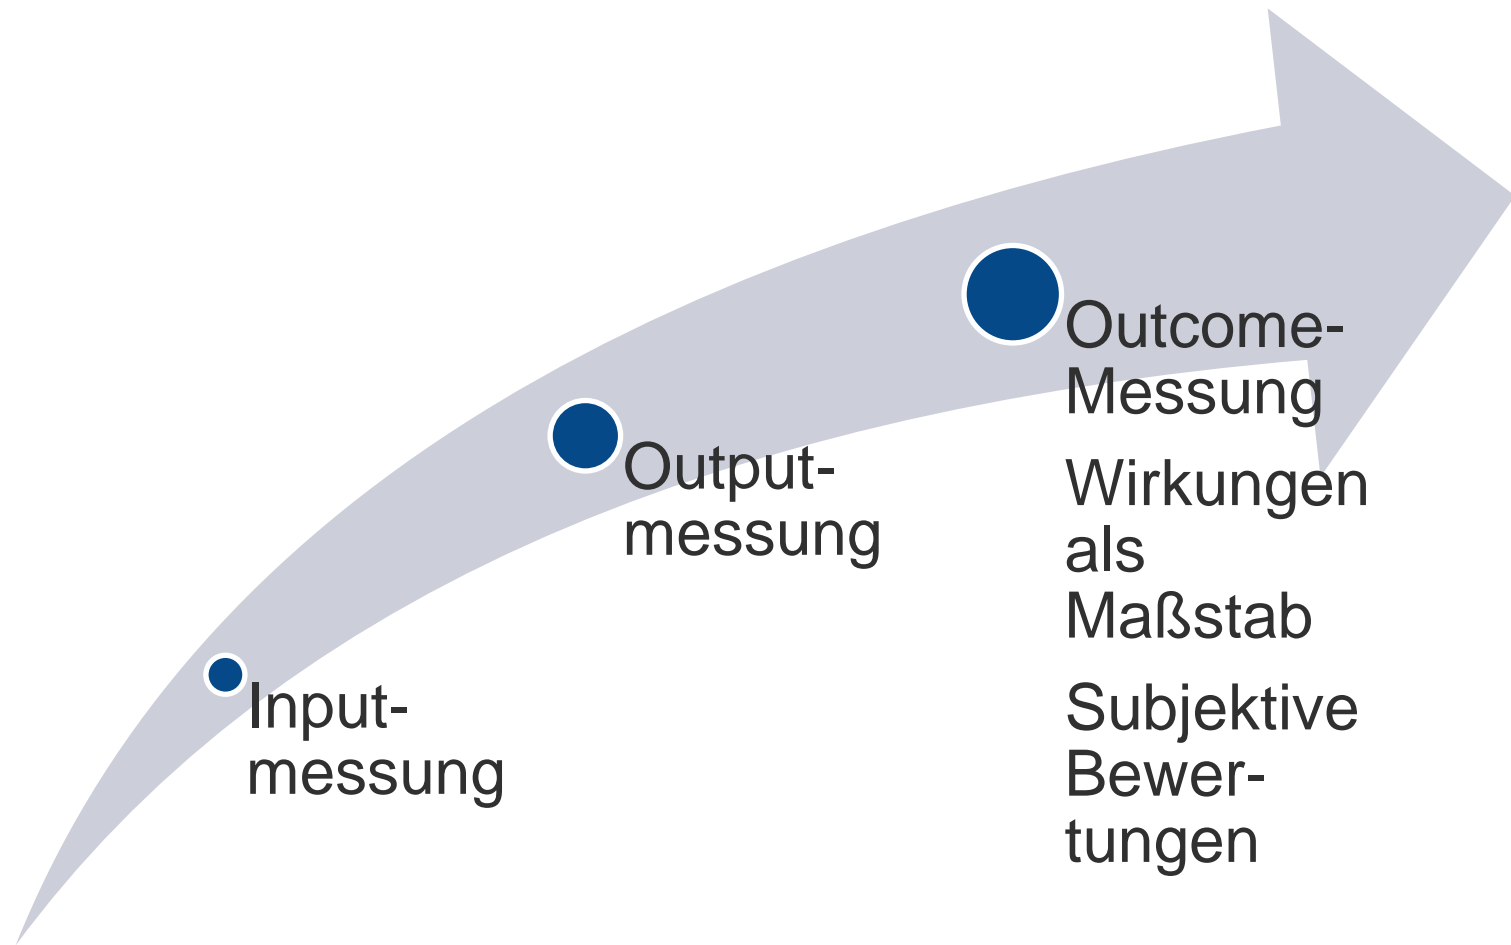 Input-
messung
Output-
messung
Outcome-
Messung
Wirkungen
als
Maßstab
Subjektive
Bewer-
tungen